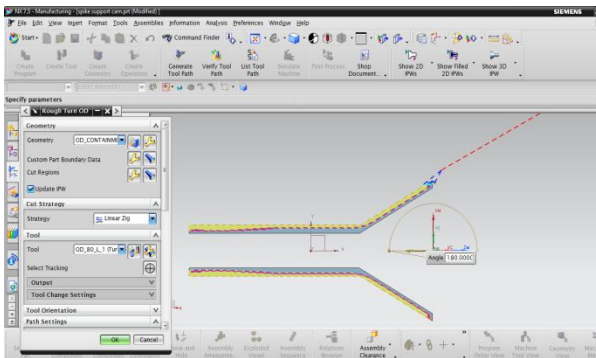 NX 7.5 - Manufacturing - [spike support cam.prt (Modified) ]
SIEMENS
File Edit View Insert Format Tools Assemblies Information Analysis Preferences Window Help
Start Command Finder
Create Program
Create Tool
Create Geometry
Create Operation
Generate Tool Path
Verify Tool Path
List Tool Path
Simulate Machine
Post Process
Shop Document...
Show 2D IPWs
Show Filled 2D IPWs
Show 3D IPW
Specify parameters
Rough Turn OD
Geometry
Geometry OD_CONTAINM
Custom Part Boundary Data
Cut Regions
Update IPW
Cut Strategy
Strategy Linear Zig
Tool
Tool OD_80_L_1 (Tur
Select Tracking
Output
Tool Change Settings
Tool Orientation
Path Settings
OK Cancel
Angle 180.000
Assembly Clearance